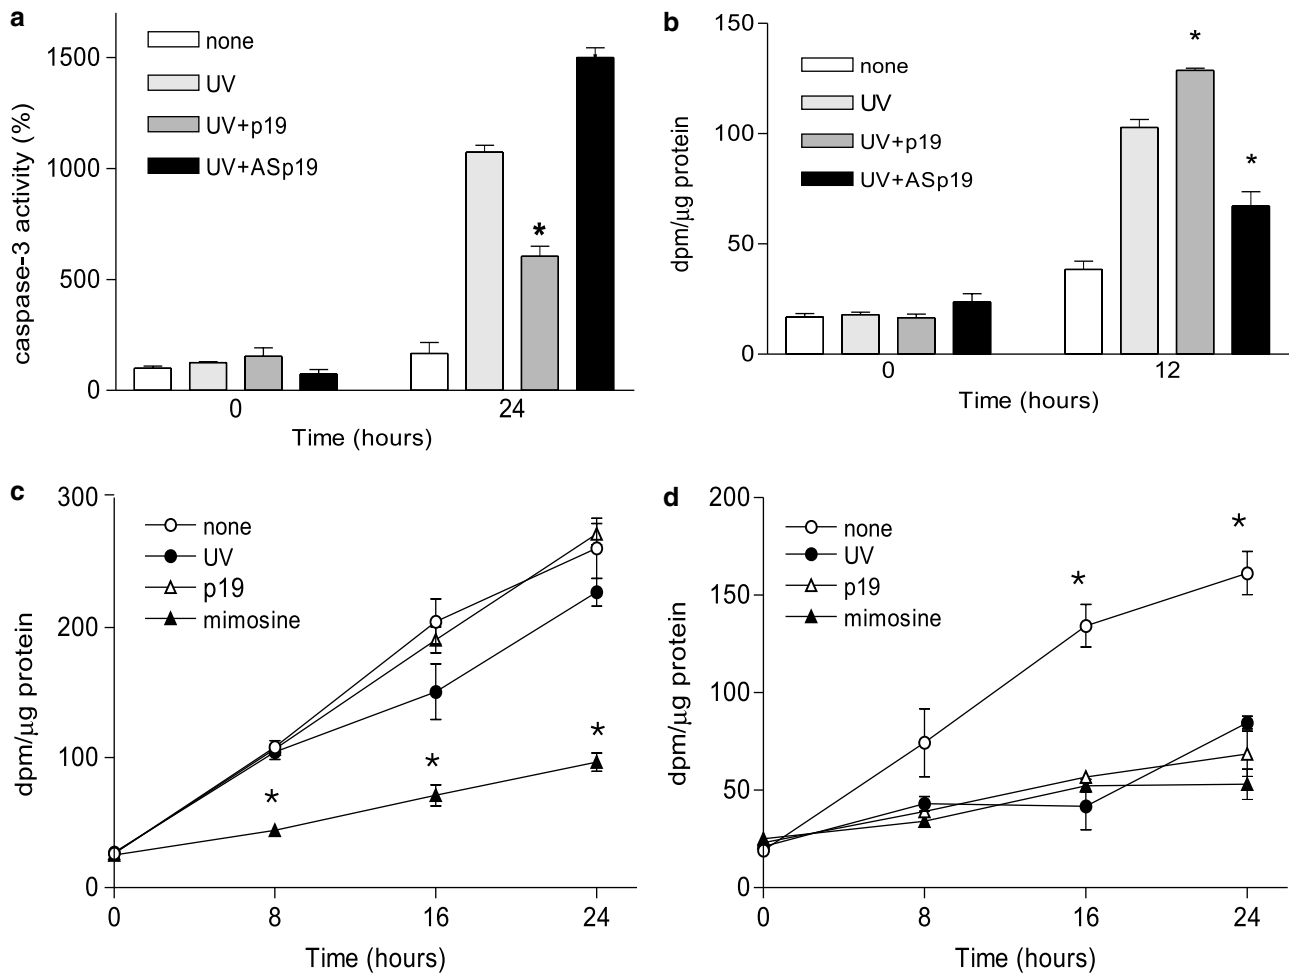 a
caspase-3 activity (%)
1500
1000
500
0
none
UV
UV+p19
UV+ASp19
*
0
24
Time (hours)
b
dpm/µg protein
150
100
50
0
none
UV
UV+p19
UV+ASp19
*
*
0
12
Time (hours)
c
dpm/µg protein
300
200
100
0
none
UV
p19
mimosine
*
*
*
0
8
16
24
Time (hours)
d
dpm/µg protein
200
150
100
50
0
none
UV
p19
mimosine
*
*
0
8
16
24
Time (hours)